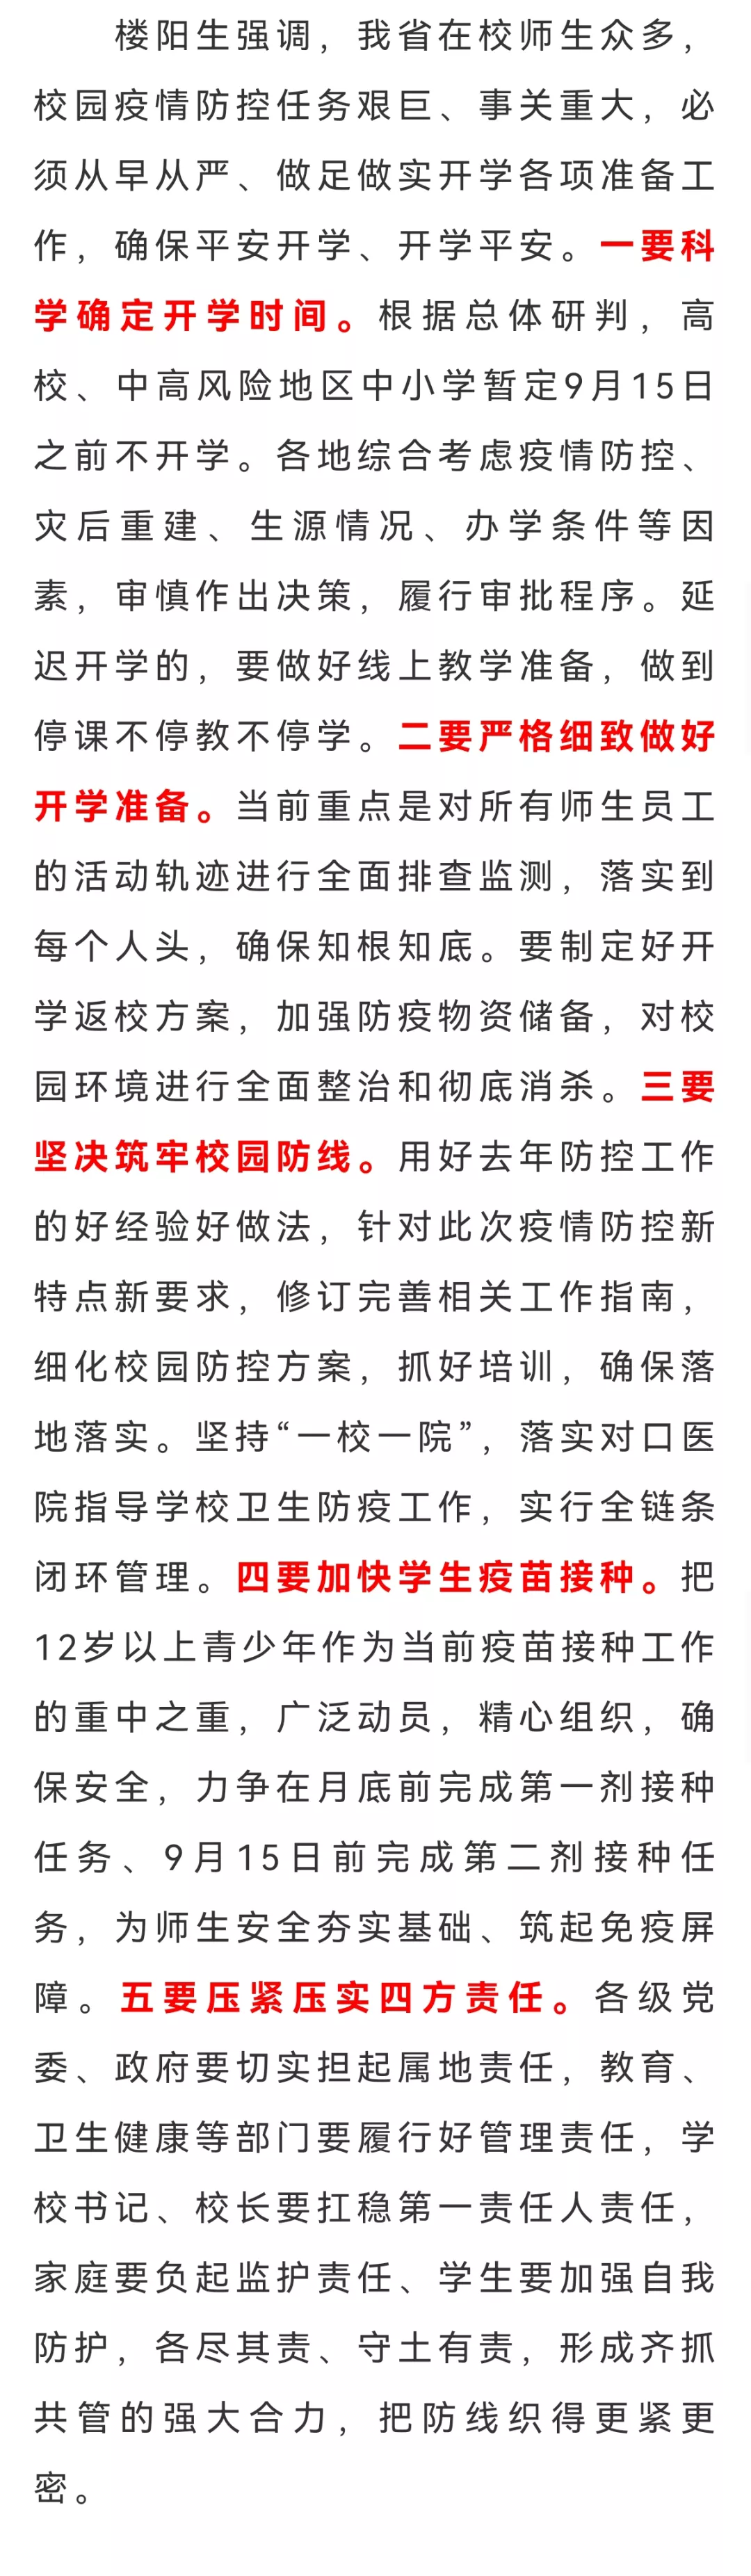 楼阳生强调，我省在校师生众多，
校园疫情防控任务艰巨、事关重大，必
须从早从严、做足做实开学各项准备工
作，确保平安开学、开学平安。一要科
学确定开学时间。根据总体研判，高
校、中高风险地区中小学暂定9月15日
之前不开学。各地综合考虑疫情防控、
灾后重建、生源情况、办学条件等因
素，审慎作出决策，履行审批程序。延
迟开学的，要做好线上教学准备，做到
停课不停教不停学。二要严格细致做好
开学准备。当前重点是对所有师生员工
的活动轨迹进行全面排查监测，落实到
每个人头，确保知根知底。要制定好开
学返校方案，加强防疫物资储备，对校
园环境进行全面整治和彻底消杀。三要
坚决筑牢校园防线。用好去年防控工作
的好经验好做法，针对此次疫情防控新
特点新要求，修订完善相关工作指南，
细化校园防控方案，抓好培训，确保落
地落实。坚持“一校一院”，落实对口医
院指导学校卫生防疫工作，实行全链条
闭环管理。四要加快学生疫苗接种。把
12岁以上青少年作为当前疫苗接种工作
的重中之重，广泛动员，精心组织，确
保安全，力争在月底前完成第一剂接种
任务、9月15日前完成第二剂接种任
务，为师生安全夯实基础、筑起免疫屏
障。五要压紧压实四方责任。各级党
委、政府要切实担起属地责任，教育、
卫生健康等部门要履行好管理责任，学
校书记、校长要扛稳第一责任人责任，
家庭要负起监护责任、学生要加强自我
防护，各尽其责、守土有责，形成齐抓
共管的强大合力，把防线织得更紧更
密。